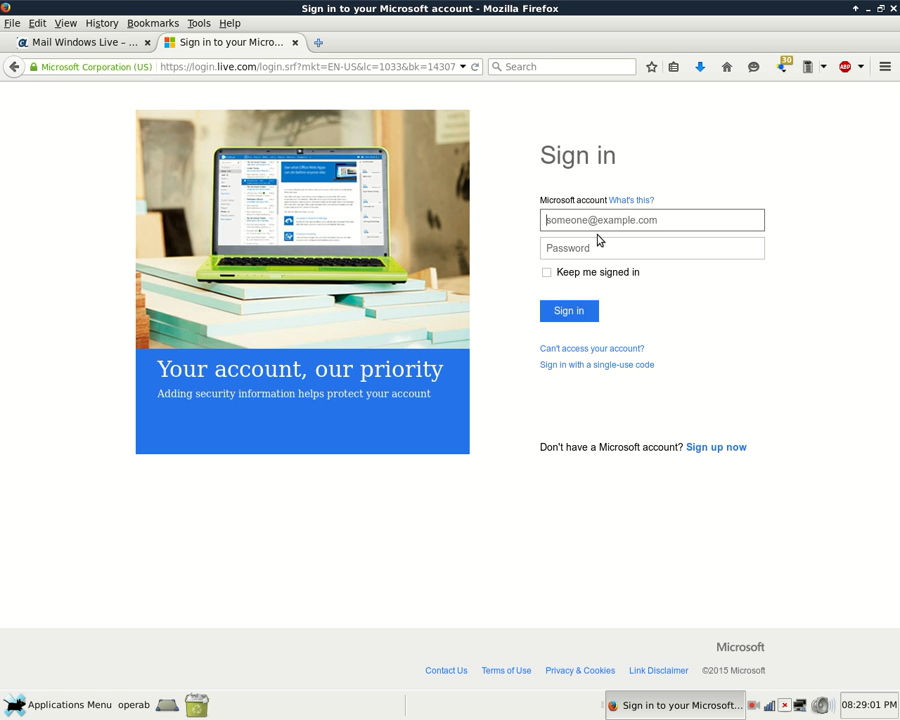 Sign in to your Microsoft account - Mozilla Firefox
File Edit View History Bookmarks Tools Help
Mail Windows Live – ...
Sign in to your Micro...
Microsoft Corporation (US)
https://login.live.com/login.srf?mkt=EN-US&lc=1033&bk=14307
Search
30
ABP
Sign in
Microsoft account What's this?
someone@example.com
Password
Keep me signed in
Sign in
Can't access your account?
Sign in with a single-use code
Don't have a Microsoft account? Sign up now
Your account, our priority
Adding security information helps protect your account
Microsoft
Contact Us Terms of Use Privacy & Cookies Link Disclaimer ©2015 Microsoft
Applications Menu operab
Sign in to your Microsoft...
08:29:01 PM